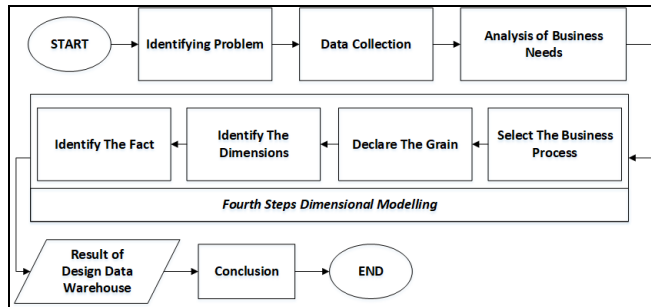 START
Identifying Problem
Data Collection
Analysis of Business
Needs
Identify The Fact
Identify The
Dimensions
Declare The Grain
Select The Business
Process
Fourth Steps Dimensional Modelling
Result of
Design Data
Warehouse
Conclusion
END